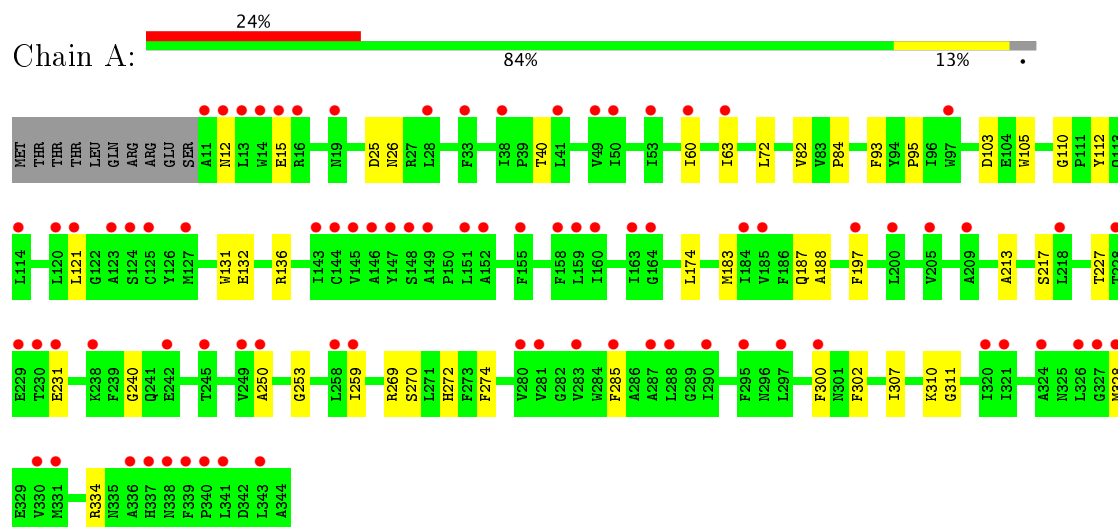 24%
Chain A:
84% 13% •
MET THR THR THR LEU GLN ARG ARG GLU SER A11 N12 L13 W14 E15 R16 N19 D25 N26 R27 L28 F33 I38 P39 T40 L41 V49 I50 I53 I60 I63 L72 V82 V83 P84 F93 Y94 P95 I96 W97 D103 E104 W105 G110 P111 Y112
L114 L120 L121 G122 A123 S124 C125 Y126 M127 W131 E132 R136 I143 C144 V145 A146 Y147 S148 A149 P150 L151 A152 F155 F158 L159 I160 I163 G164 L174 M183 I184 V185 F186 Q187 A188 F197 L200 V205 A209 A213 S217 L218 T227 T228
E229 T230 E231 K238 F239 G240 Q241 E242 T245 V249 A250 G253 L258 I259 R269 S270 L271 H272 F273 F274 V280 V281 G282 V283 W284 F285 A286 A287 L288 G289 I290 F295 N296 L297 F300 N301 F302 I307 K310 G311 I320 I321 A324 N325 L326 G327 M328
E329 V330 M331 R334 N335 A336 H337 N338 F339 P340 L341 D342 L343 A344